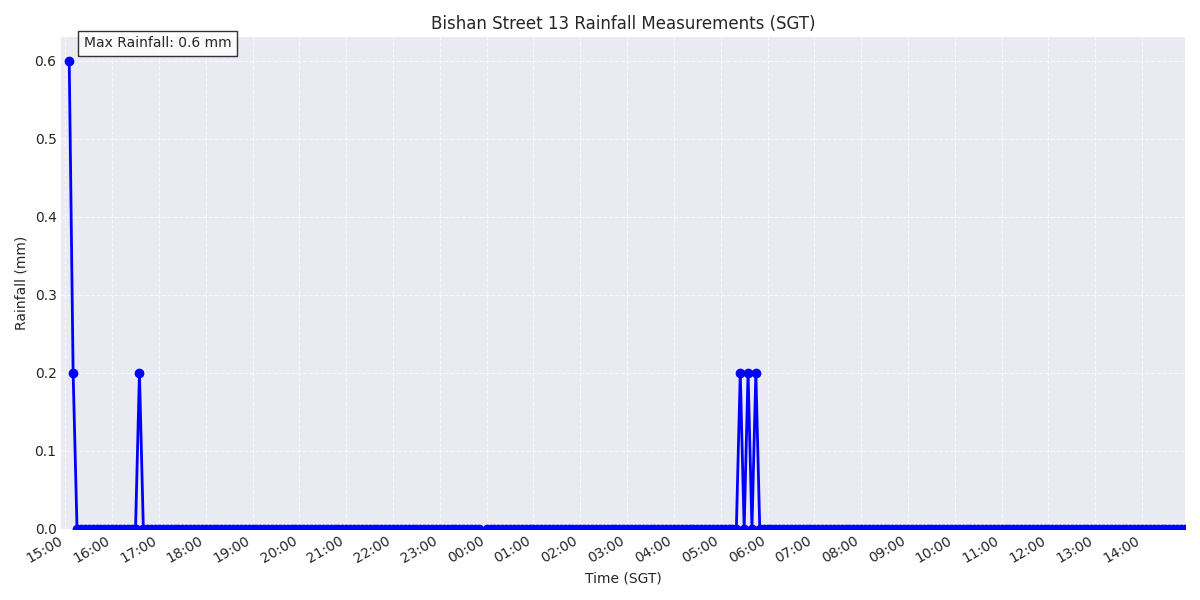 Bishan Street 13 Rainfall Measurements (SGT)
Max Rainfall: 0.6 mm
0.6
0.5
0.4
0.3
0.2
0.1
0.0
Rainfall (mm)
15:00 16:00 17:00 18:00 19:00 20:00 21:00 22:00 23:00 00:00 01:00 02:00 03:00 04:00 05:00 06:00 07:00 08:00 09:00 10:00 11:00 12:00 13:00 14:00
Time (SGT)